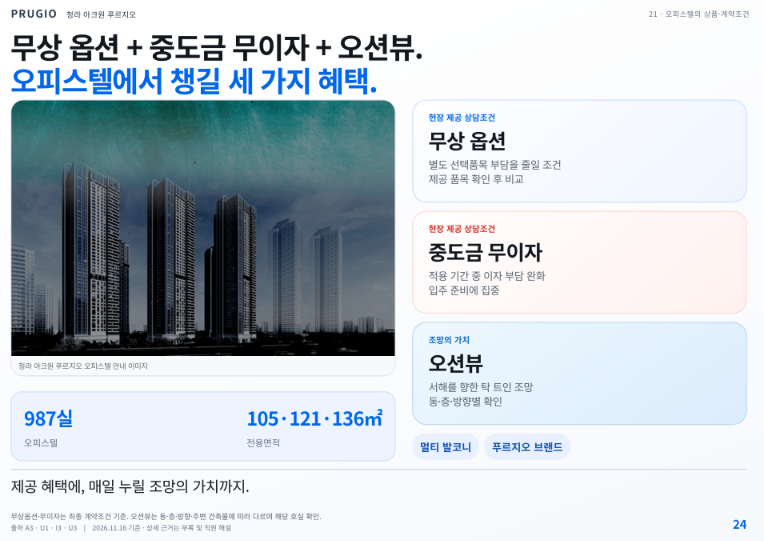 PRUGIO 청라 아크원 푸르지오
21 · 오피스텔의 상품·계약조건
무상 옵션 + 중도금 무이자 + 오션뷰.
오피스텔에서 챙길 세 가지 혜택.
청라 아크원 푸르지오 오피스텔 안내 이미지
987실
오피스텔
105·121·136㎡
전용면적
현장 제공 상담조건
무상 옵션
별도 선택품목 부담을 줄일 조건
제공 품목 확인 후 비교
현장 제공 상담조건
중도금 무이자
적용 기간 중 이자 부담 완화
입주 준비에 집중
조망의 가치
오션뷰
서해를 향한 탁 트인 조망
동·층·방향별 확인
멀티 발코니
푸르지오 브랜드
제공 혜택에, 매일 누릴 조망의 가치까지.
무상옵션·무이자는 최종 계약조건 기준. 오션뷰는 동·층·방향·주변 건축물에 따라 다르며 해당 호실 확인.
출처 A3 · U1 · I3 · U3 | 2026.11.16 기준 · 상세 근거는 부록 및 직원 해설
24